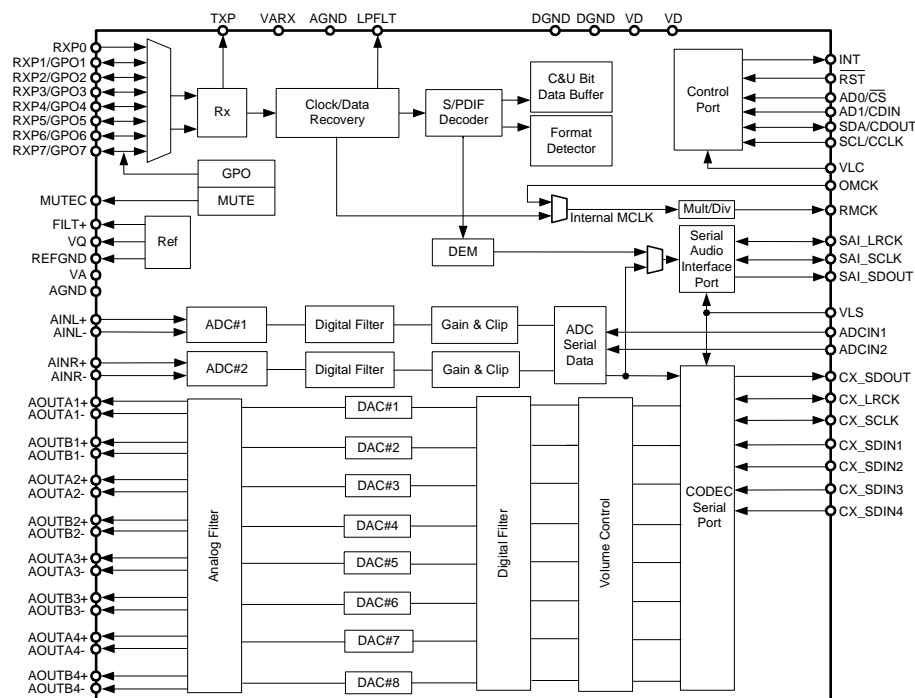 TXP VARX AGND LPFLT DGND DGND VD VD
RXP0
RXP1/GPO1
RXP2/GPO2
RXP3/GPO3
RXP4/GPO4
RXP5/GPO5
RXP6/GPO6
RXP7/GPO7
MUTEC
FILT+
VQ
REFGND
VA
AGND
AINL+
AINL-
AINR+
AINR-
AOUTA1+
AOUTA1-
AOUTB1+
AOUTB1-
AOUTA2+
AOUTA2-
AOUTB2+
AOUTB2-
AOUTA3+
AOUTA3-
AOUTB3+
AOUTB3-
AOUTA4+
AOUTA4-
AOUTB4+
AOUTB4-
Rx
Clock/Data
Recovery
S/PDIF
Decoder
C&U Bit
Data Buffer
Format
Detector
Control
Port
GPO
MUTE
Ref
Internal MCLK
Mult/Div
DEM
Serial
Audio
Interface
Port
ADC#1
Digital Filter
Gain & Clip
ADC
Serial
Data
ADC#2
Digital Filter
Gain & Clip
Analog Filter
DAC#1
DAC#2
DAC#3
DAC#4
DAC#5
DAC#6
DAC#7
DAC#8
Digital Filter
Volume Control
CODEC
Serial
Port
INT
RST
AD0/CS
AD1/CDIN
SDA/CDOUT
SCL/CCLK
VLC
OMCK
RMCK
SAI_LRCK
SAI_SCLK
SAI_SDOUT
VLS
ADCIN1
ADCIN2
CX_SDOUT
CX_LRCK
CX_SCLK
CX_SDIN1
CX_SDIN2
CX_SDIN3
CX_SDIN4